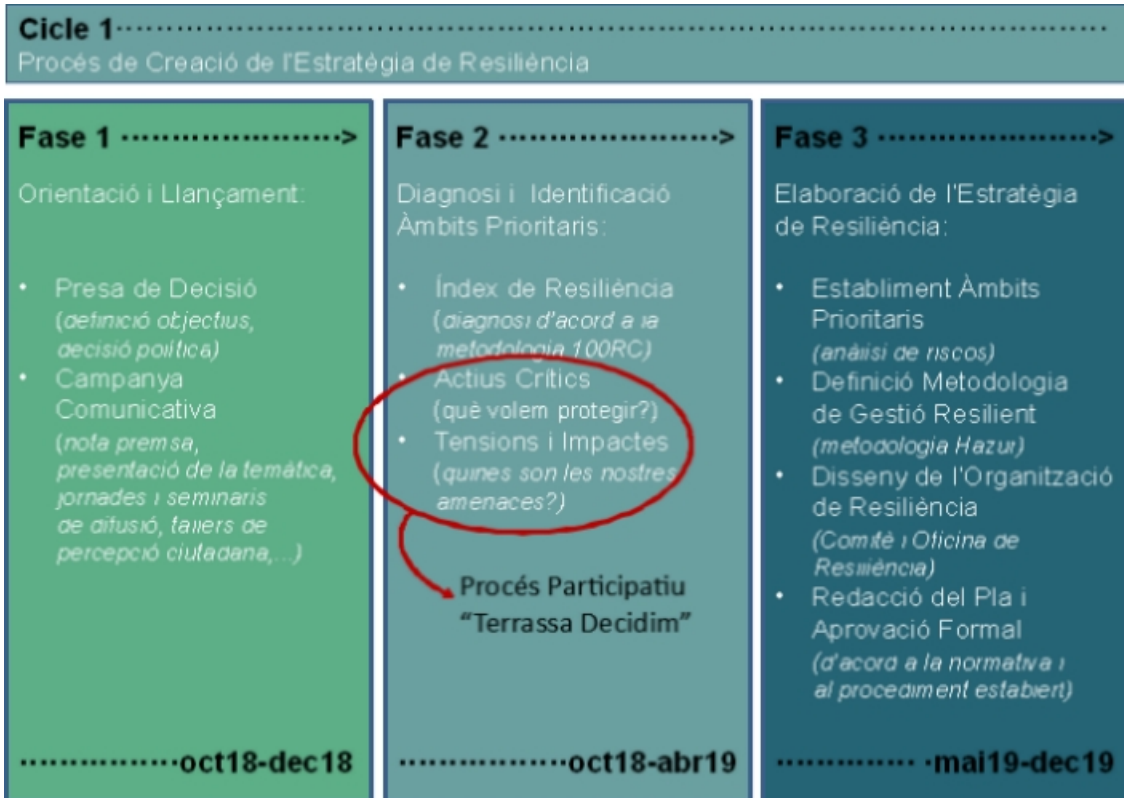 Cicle 1
Procés de Creació de l'Estratègia de Resiliència
Fase 1
Orientació i Llançament:
• Presa de Decisió
(definició objectius,
decisió política)
• Campanya
Comunicativa
(nota premsa,
presentació de la temàtica,
jornades i seminaris
de difusió, tallers de
percepció ciutadana,...)
oct18-dec18
Fase 2
Diagnosi i Identificació
Àmbits Prioritaris:
• Índex de Resiliència
(diagnosi d'acord a la
metodologia 100RC)
• Actius Crítics
(què volem protegir?)
• Tensions i Impactes
(quines son les nostres
amenaces?)
Procés Participatiu
“Terrassa Decidim”
oct18-abr19
Fase 3
Elaboració de l'Estratègia
de Resiliència:
• Establiment Àmbits
Prioritaris
(anàlisi de riscos)
• Definició Metodologia
de Gestió Resilient
(metodologia Hazur)
• Disseny de l'Organització
de Resiliència
(Comitè i Oficina de
Resiliència)
• Redacció del Pla i
Aprovació Formal
(d'acord a la normativa i
al procediment establert)
mai19-dec19